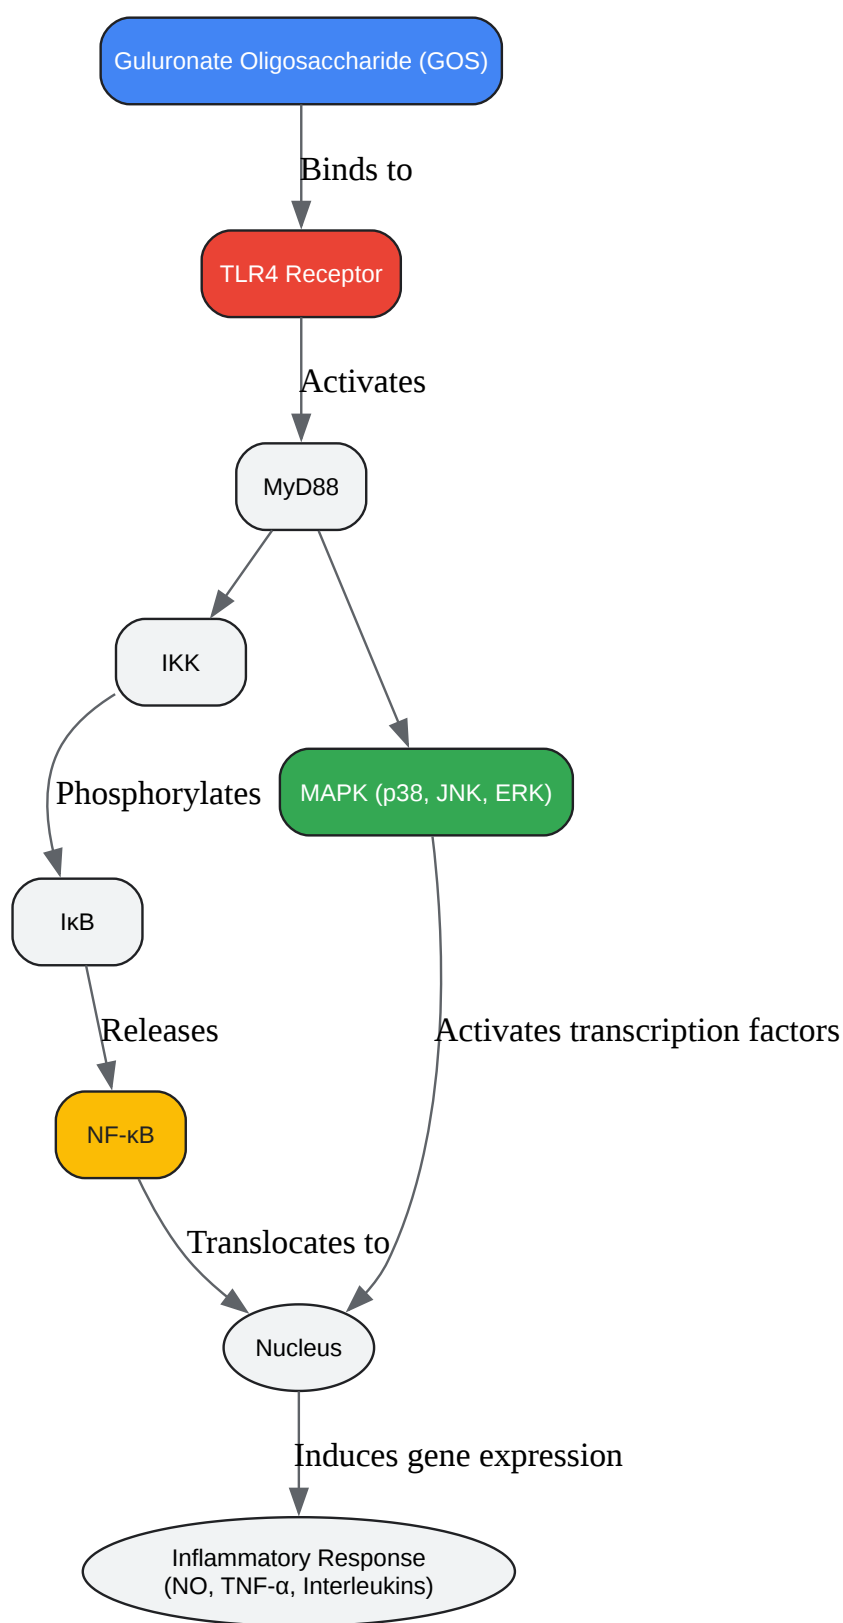 Guluronate Oligosaccharide (GOS)
Binds to
TLR4 Receptor
Activates
MyD88
IKK
Phosphorylates
MAPK (p38, JNK, ERK)
IκB
Releases
Activates transcription factors
NF-κB
Translocates to
Nucleus
Induces gene expression
Inflammatory Response
(NO, TNF-α, Interleukins)